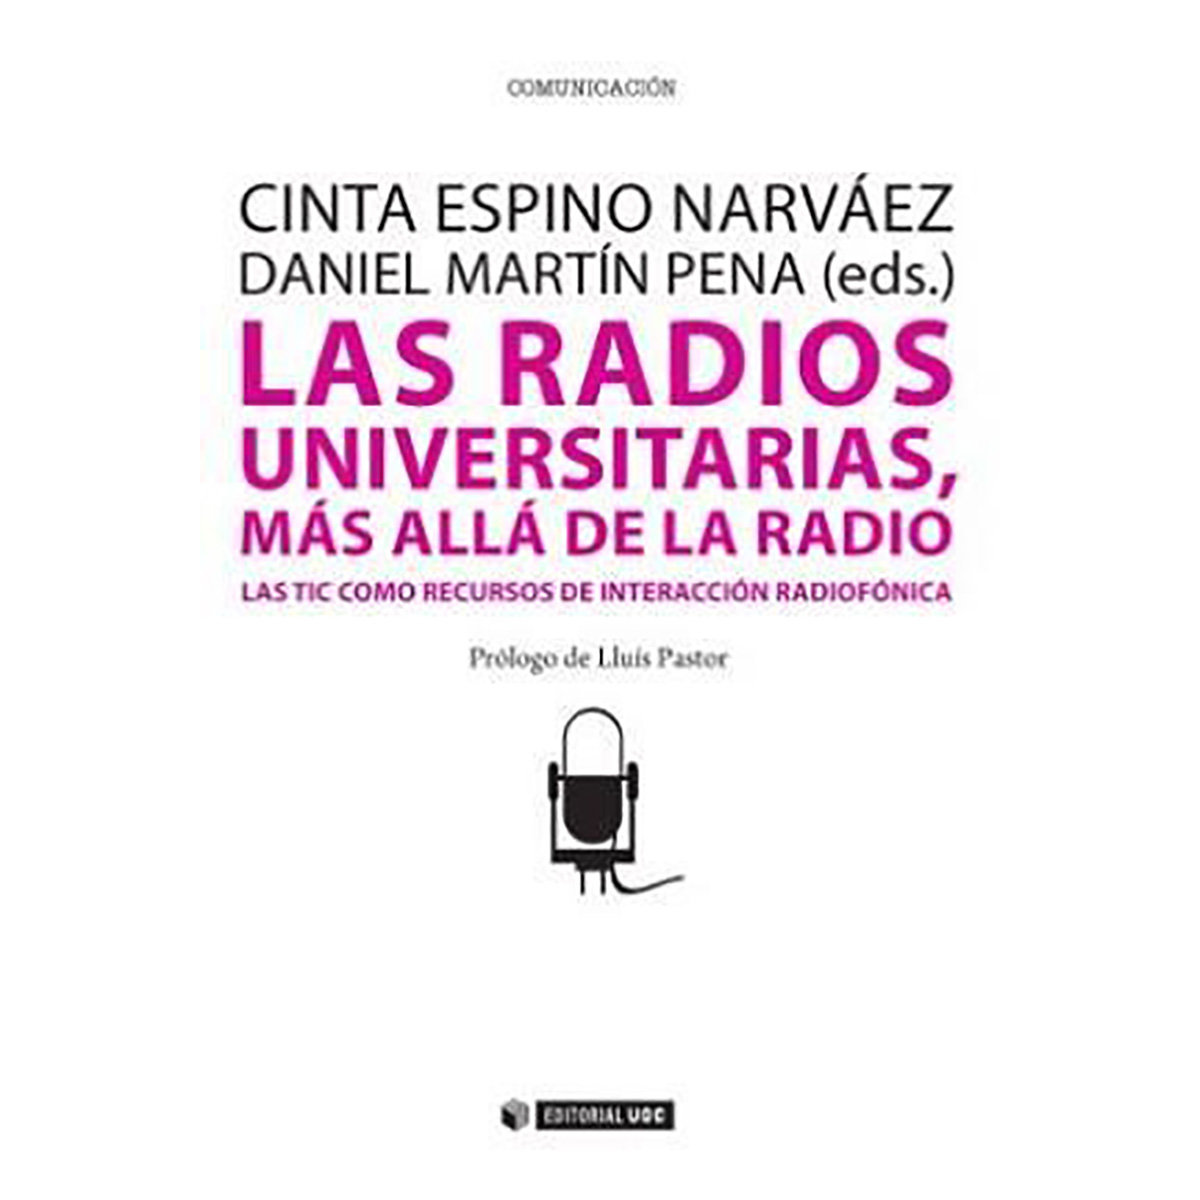 COMUNICACIÓN
CINTA ESPINO NARVÁEZ
DANIEL MARTÍN PENA (eds.)
LAS RADIOS
UNIVERSITARIAS,
MÁS ALLÁ DE LA RADIO
LAS TIC COMO RECURSOS DE INTERACCIÓN RADIOFÓNICA
Prólogo de Lluís Pastor
EDITORIAL UOC